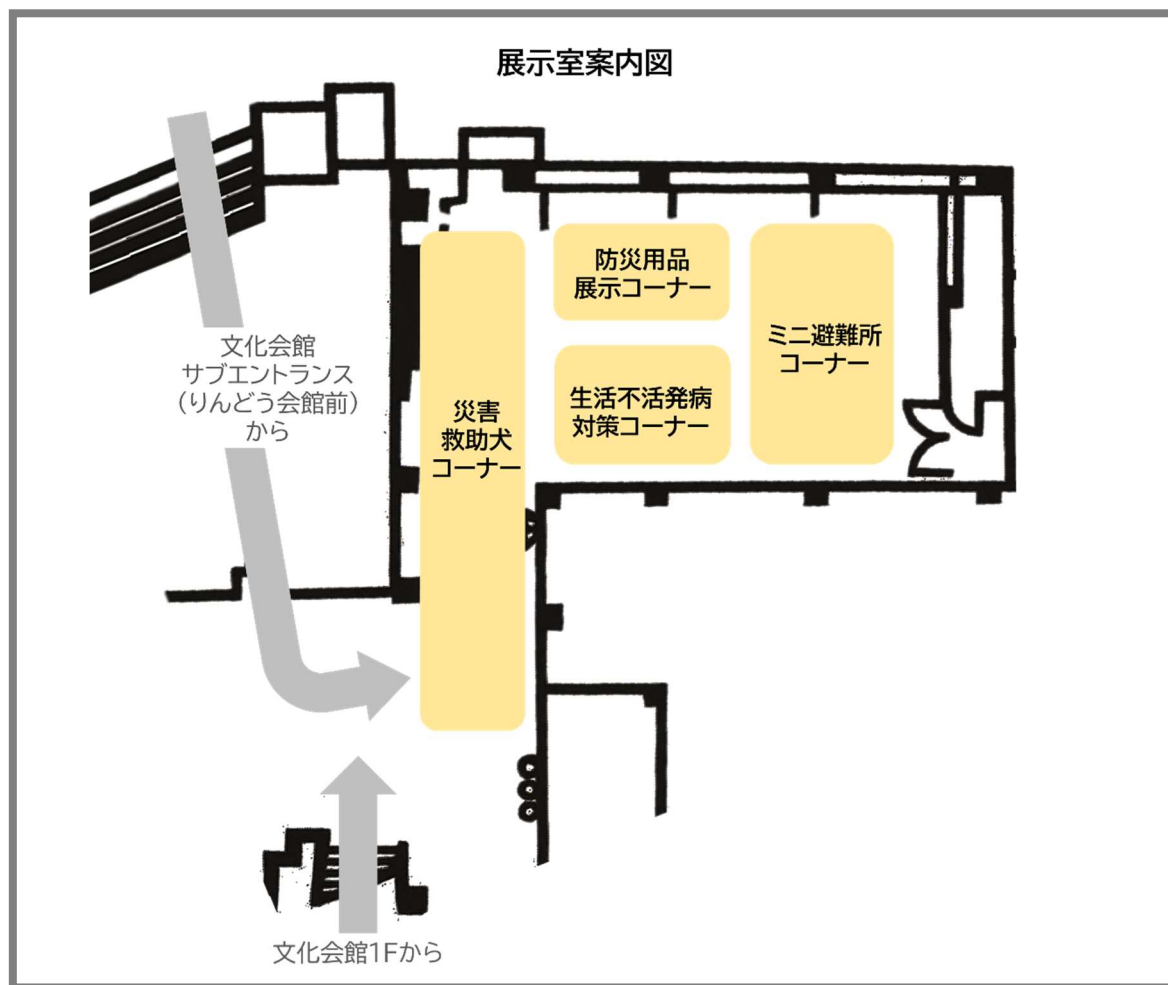 展示室案内図
防災用品
展示コーナー
ミニ避難所
コーナー
文化会館
サブエントランス
（りんどう会館前）
から
災害
救助犬
コーナー
生活不活発病
対策コーナー
文化会館1Fから